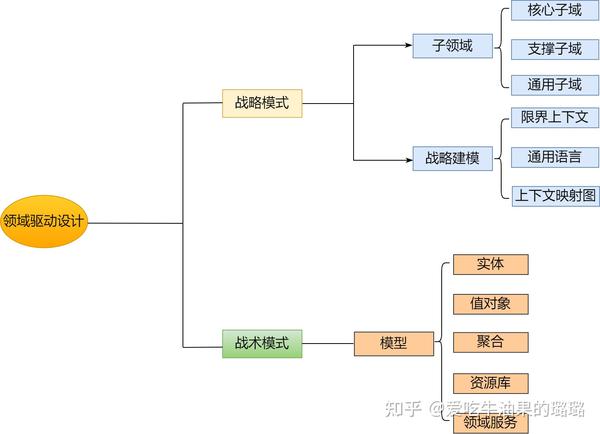 领域驱动设计
战略模式
子领域
核心子域
支撑子域
通用子域
战略建模
限界上下文
通用语言
上下文映射图
战术模式
模型
实体
值对象
聚合
资源库
领域服务
知乎 @爱吃牛油果的璐璐